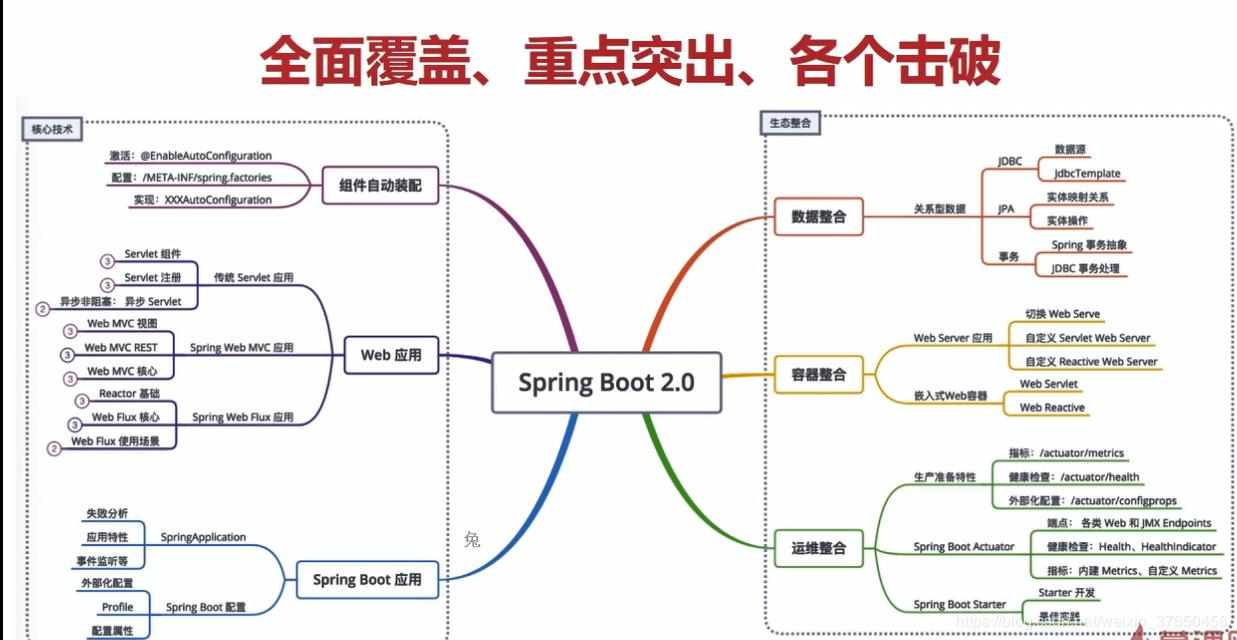 全面覆盖、重点突出、各个击破
核心技术
激活：@EnableAutoConfiguration
配置：/META-INF/spring.factories
实现：XXXAutoConfiguration
组件自动装配
3 Servlet 组件
3 Servlet 注册
2 异步非阻塞： 异步 Servlet
传统 Servlet 应用
3 Web MVC 视图
3 Web MVC REST
3 Web MVC 核心
Spring Web MVC 应用
3 Reactor 基础
3 Web Flux 核心
2 Web Flux 使用场景
Spring Web Flux 应用
Web 应用
失败分析
应用特性
事件监听等
SpringApplication
外部化配置
Profile
配置属性
Spring Boot 配置
Spring Boot 应用
兔
Spring Boot 2.0
生态整合
数据整合
关系型数据
JDBC
数据源
JdbcTemplate
JPA
实体映射关系
实体操作
事务
Spring 事务抽象
JDBC 事务处理
容器整合
Web Server 应用
切换 Web Serve
自定义 Servlet Web Server
自定义 Reactive Web Server
嵌入式Web容器
Web Servlet
Web Reactive
运维整合
生产准备特性
指标：/actuator/metrics
健康检查：/actuator/health
外部化配置：/actuator/configprops
Spring Boot Actuator
端点： 各类 Web 和 JMX Endpoints
健康检查：Health、HealthIndicator
指标：内建 Metrics、自定义 Metrics
Spring Boot Starter
Starter 开发
最佳实践
https://blog.csdn.net/weixin_37650458